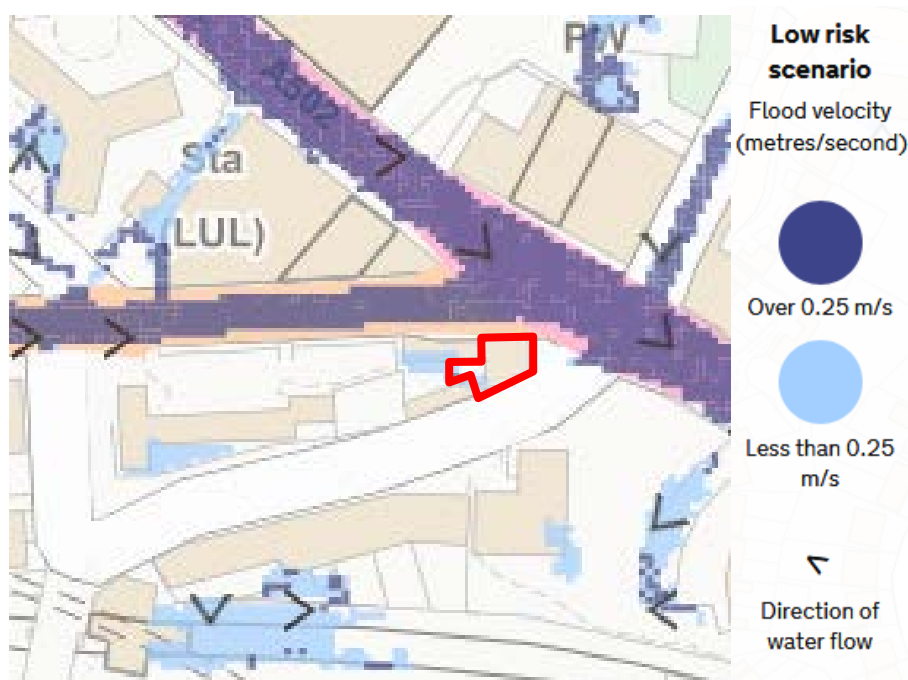 PW
A502
Sta
(LUL)
Low risk
scenario
Flood velocity
(metres/second)
Over 0.25 m/s
Less than 0.25
m/s
Direction of
water flow